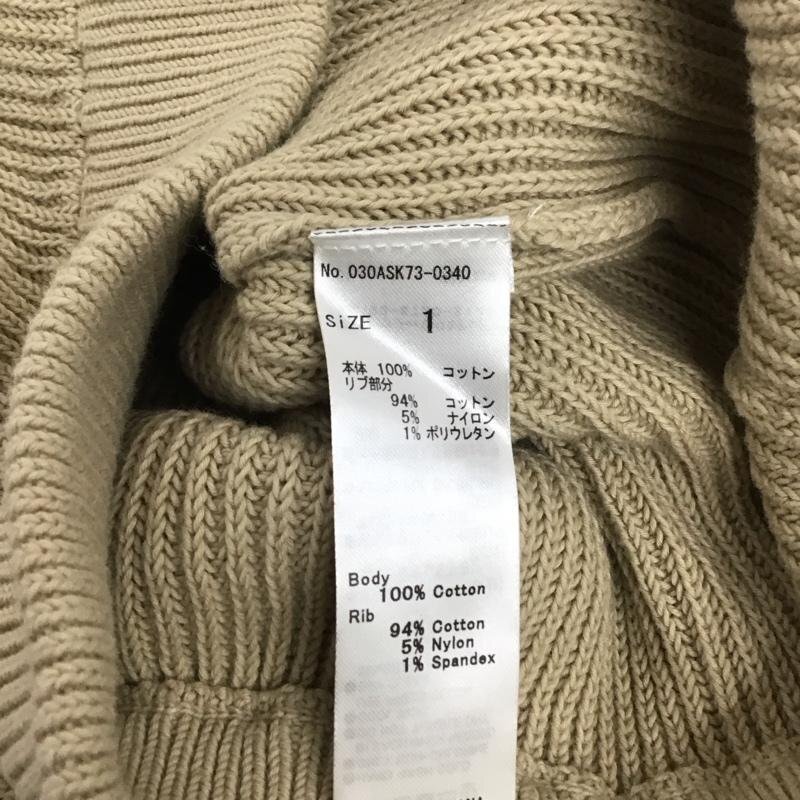 No. 030ASK73-0340
SiZE 1
本体 100% コットン
リブ部分
94% コットン
5% ナイロン
1% ポリウレタン
Body
100% Cotton
Rib
94% Cotton
5% Nylon
1% Spandex